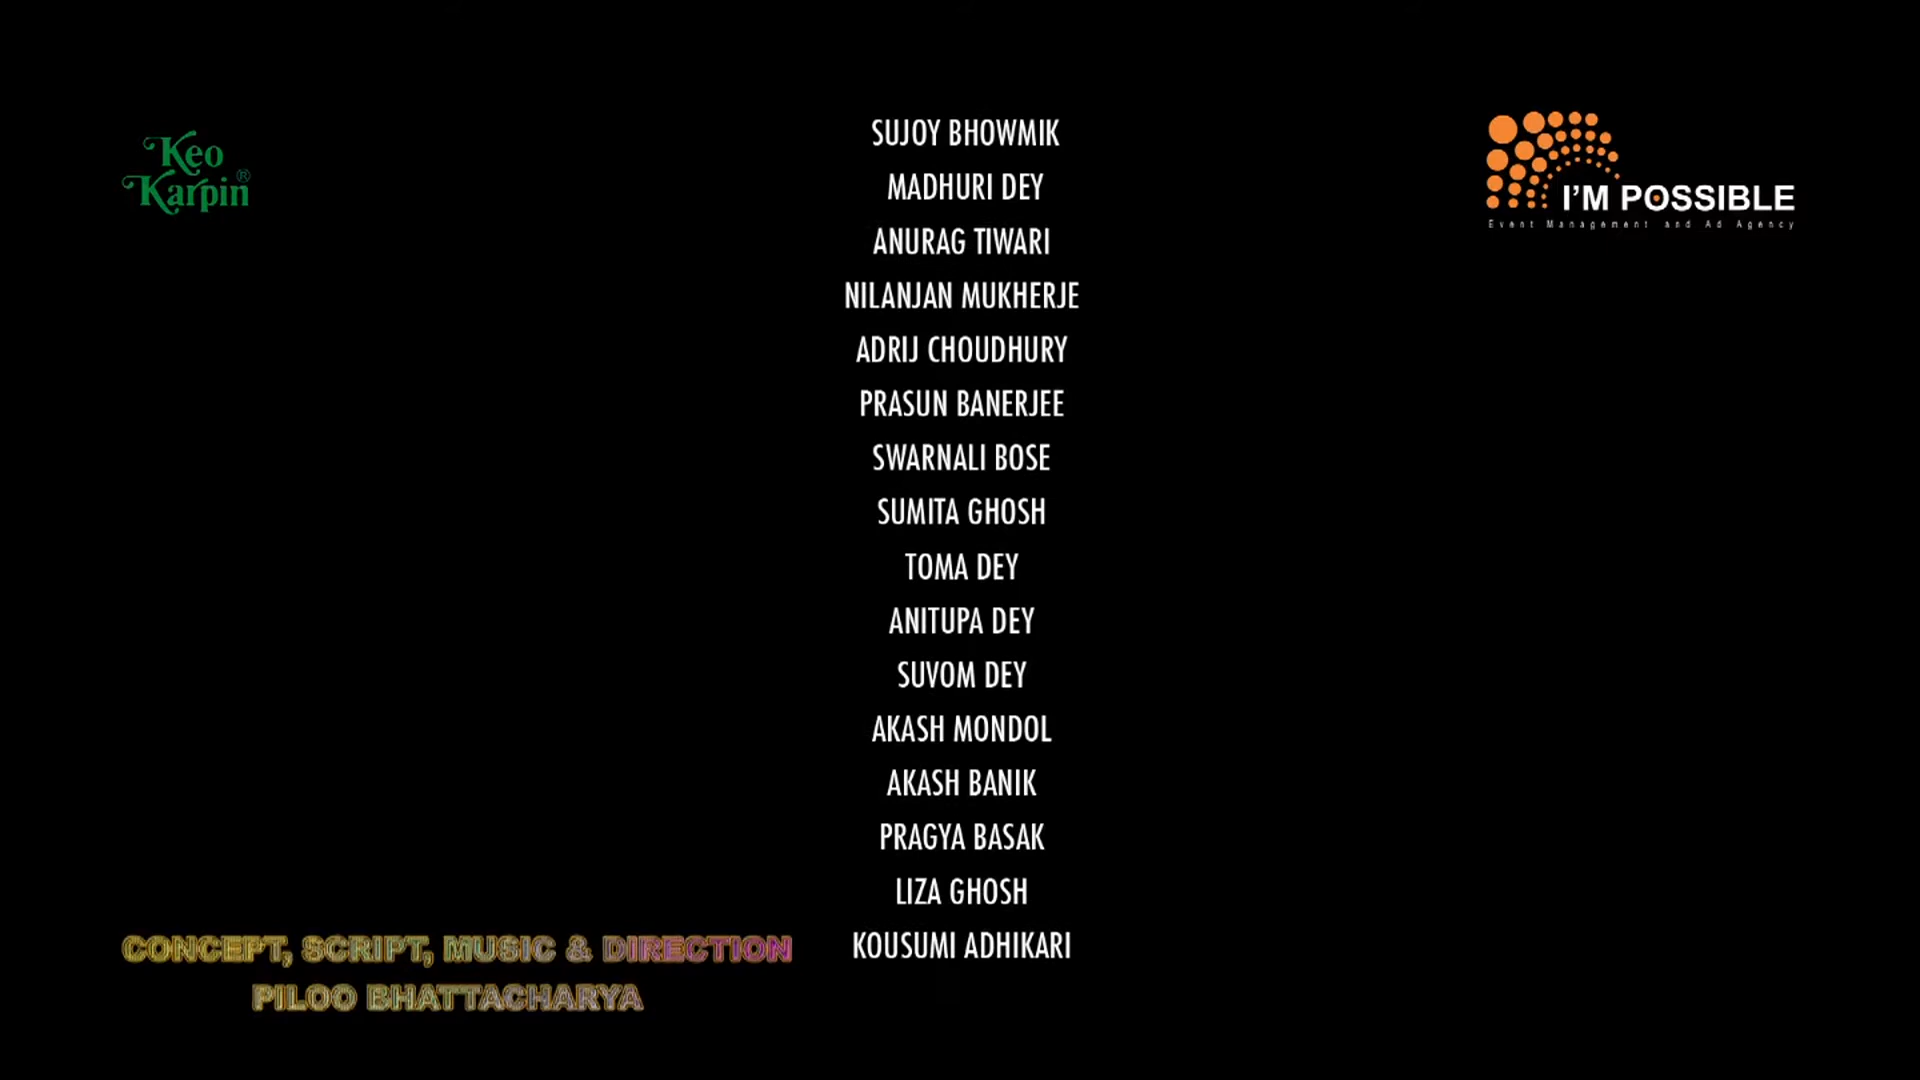 Keo
Karpin®
I'M POSSIBLE
Event Management and Ad Agency
SUJOY BHOWMIK
MADHURI DEY
ANURAG TIWARI
NILANJAN MUKHERJE
ADRIJ CHOUDHURY
PRASUN BANERJEE
SWARNALI BOSE
SUMITA GHOSH
TOMA DEY
ANITUPA DEY
SUVOM DEY
AKASH MONDOL
AKASH BANIK
PRAGYA BASAK
LIZA GHOSH
KOUSUMI ADHIKARI
CONCEPT, SCRIPT, MUSIC & DIRECTION
PILOO BHATTACHARYA